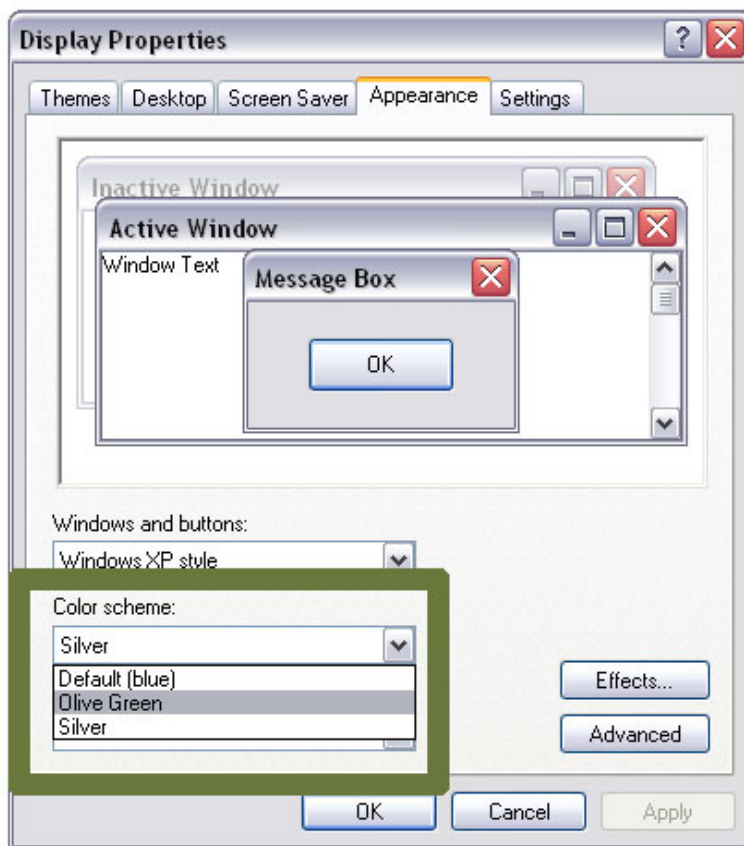 Display Properties
Themes Desktop Screen Saver Appearance Settings
Inactive Window
Active Window
Window Text
Message Box
OK
Windows and buttons:
Windows XP style
Color scheme:
Silver
Default (blue)
Olive Green
Silver
Effects...
Advanced
OK Cancel Apply